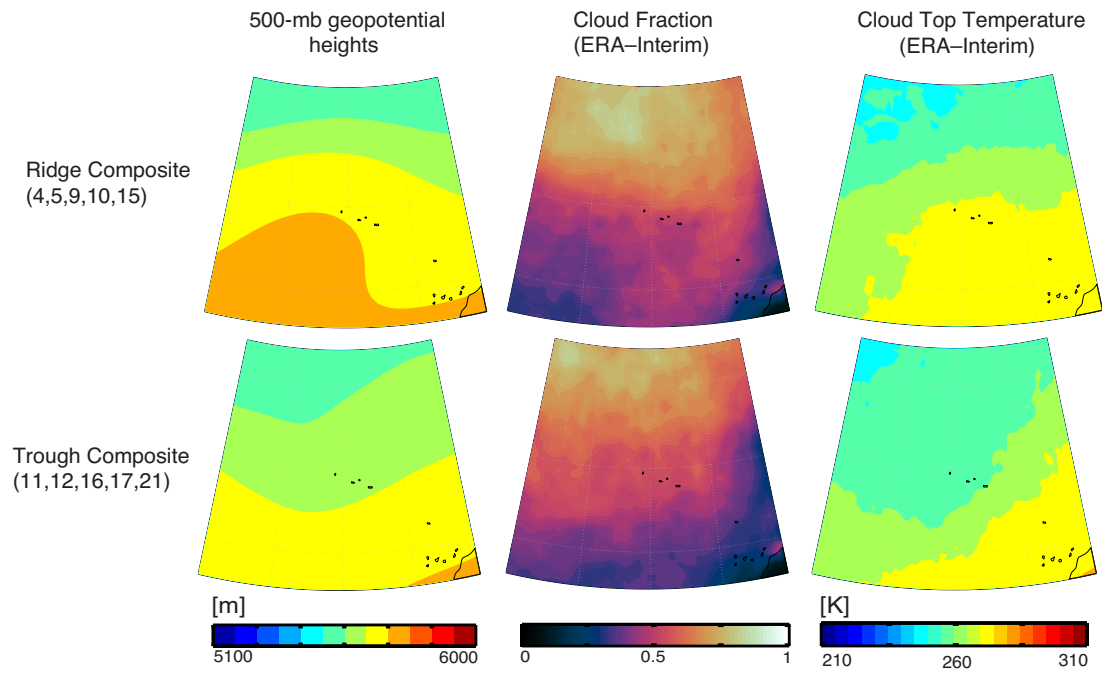 500-mb geopotential
heights
Cloud Fraction
(ERA–Interim)
Cloud Top Temperature
(ERA–Interim)
Ridge Composite
(4,5,9,10,15)
Trough Composite
(11,12,16,17,21)
[m]
5100 6000
0 0.5 1
[K]
210 260 310